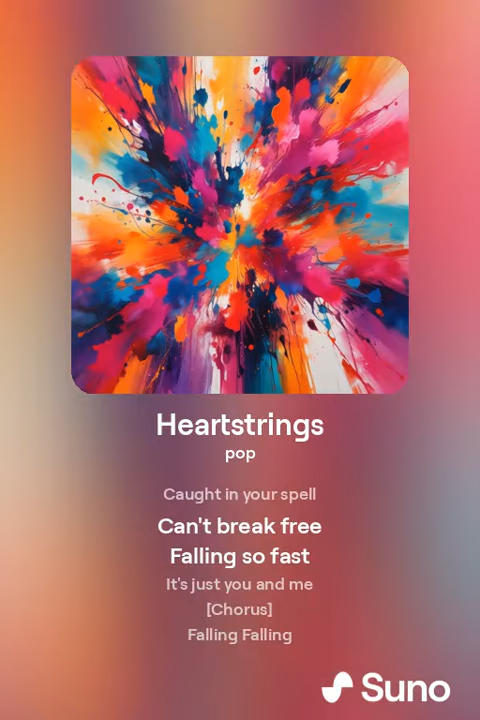 Heartstrings
pop
Caught in your spell
Can't break free
Falling so fast
It's just you and me
[Chorus]
Falling Falling
Suno